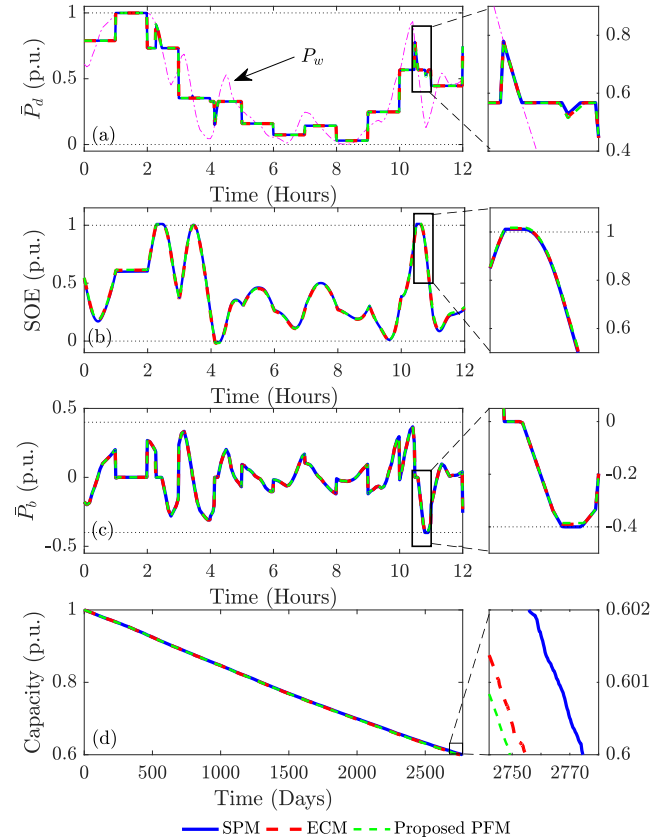 P̄_d (p.u.)
1
0.5
0
P_w
(a)
0 2 4 6 8 10 12
Time (Hours)
0.8
0.6
0.4
SOE (p.u.)
1
0.5
0
(b)
0 2 4 6 8 10 12
Time (Hours)
1
0.8
0.6
P̄_b (p.u.)
0.5
0
-0.5
(c)
0 2 4 6 8 10 12
Time (Hours)
0
-0.2
-0.4
Capacity (p.u.)
1
0.8
0.6
(d)
0 500 1000 1500 2000 2500
Time (Days)
0.602
0.601
0.6
2750 2770
SPM ECM Proposed PFM